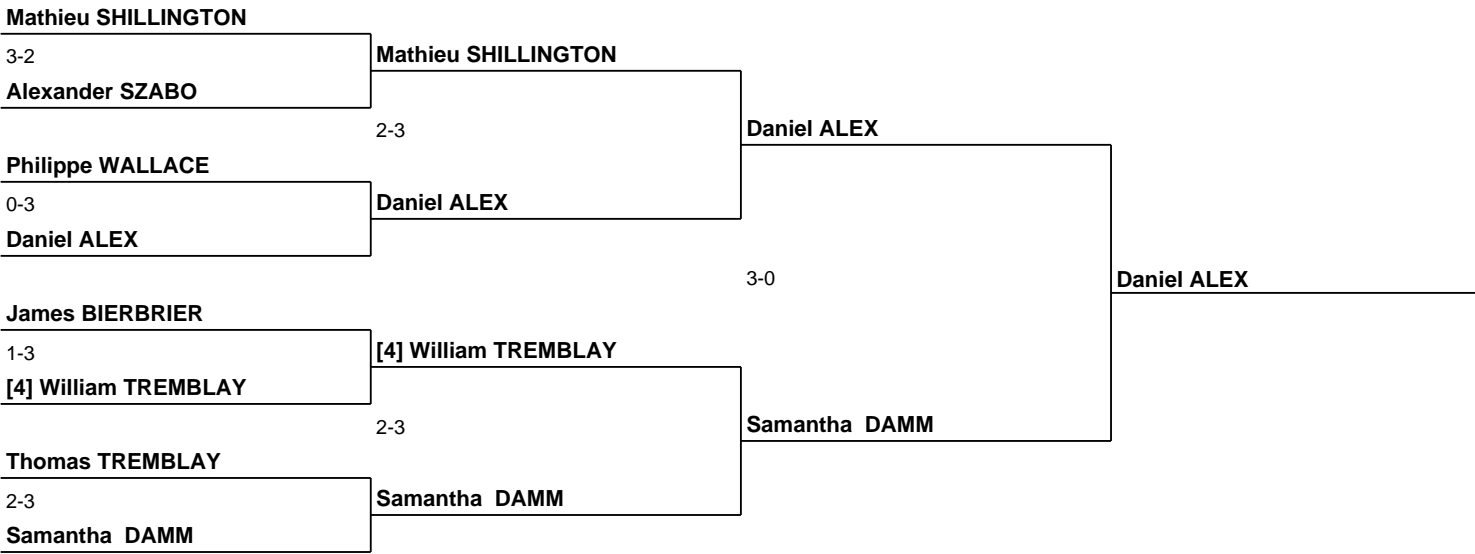 Mathieu SHILLINGTON
3-2
Mathieu SHILLINGTON
Alexander SZABO
2-3
Daniel ALEX
Philippe WALLACE
0-3
Daniel ALEX
Daniel ALEX
3-0
Daniel ALEX
James BIERBRIER
1-3
[4] William TREMBLAY
[4] William TREMBLAY
2-3
Samantha  DAMM
Thomas TREMBLAY
2-3
Samantha  DAMM
Samantha  DAMM